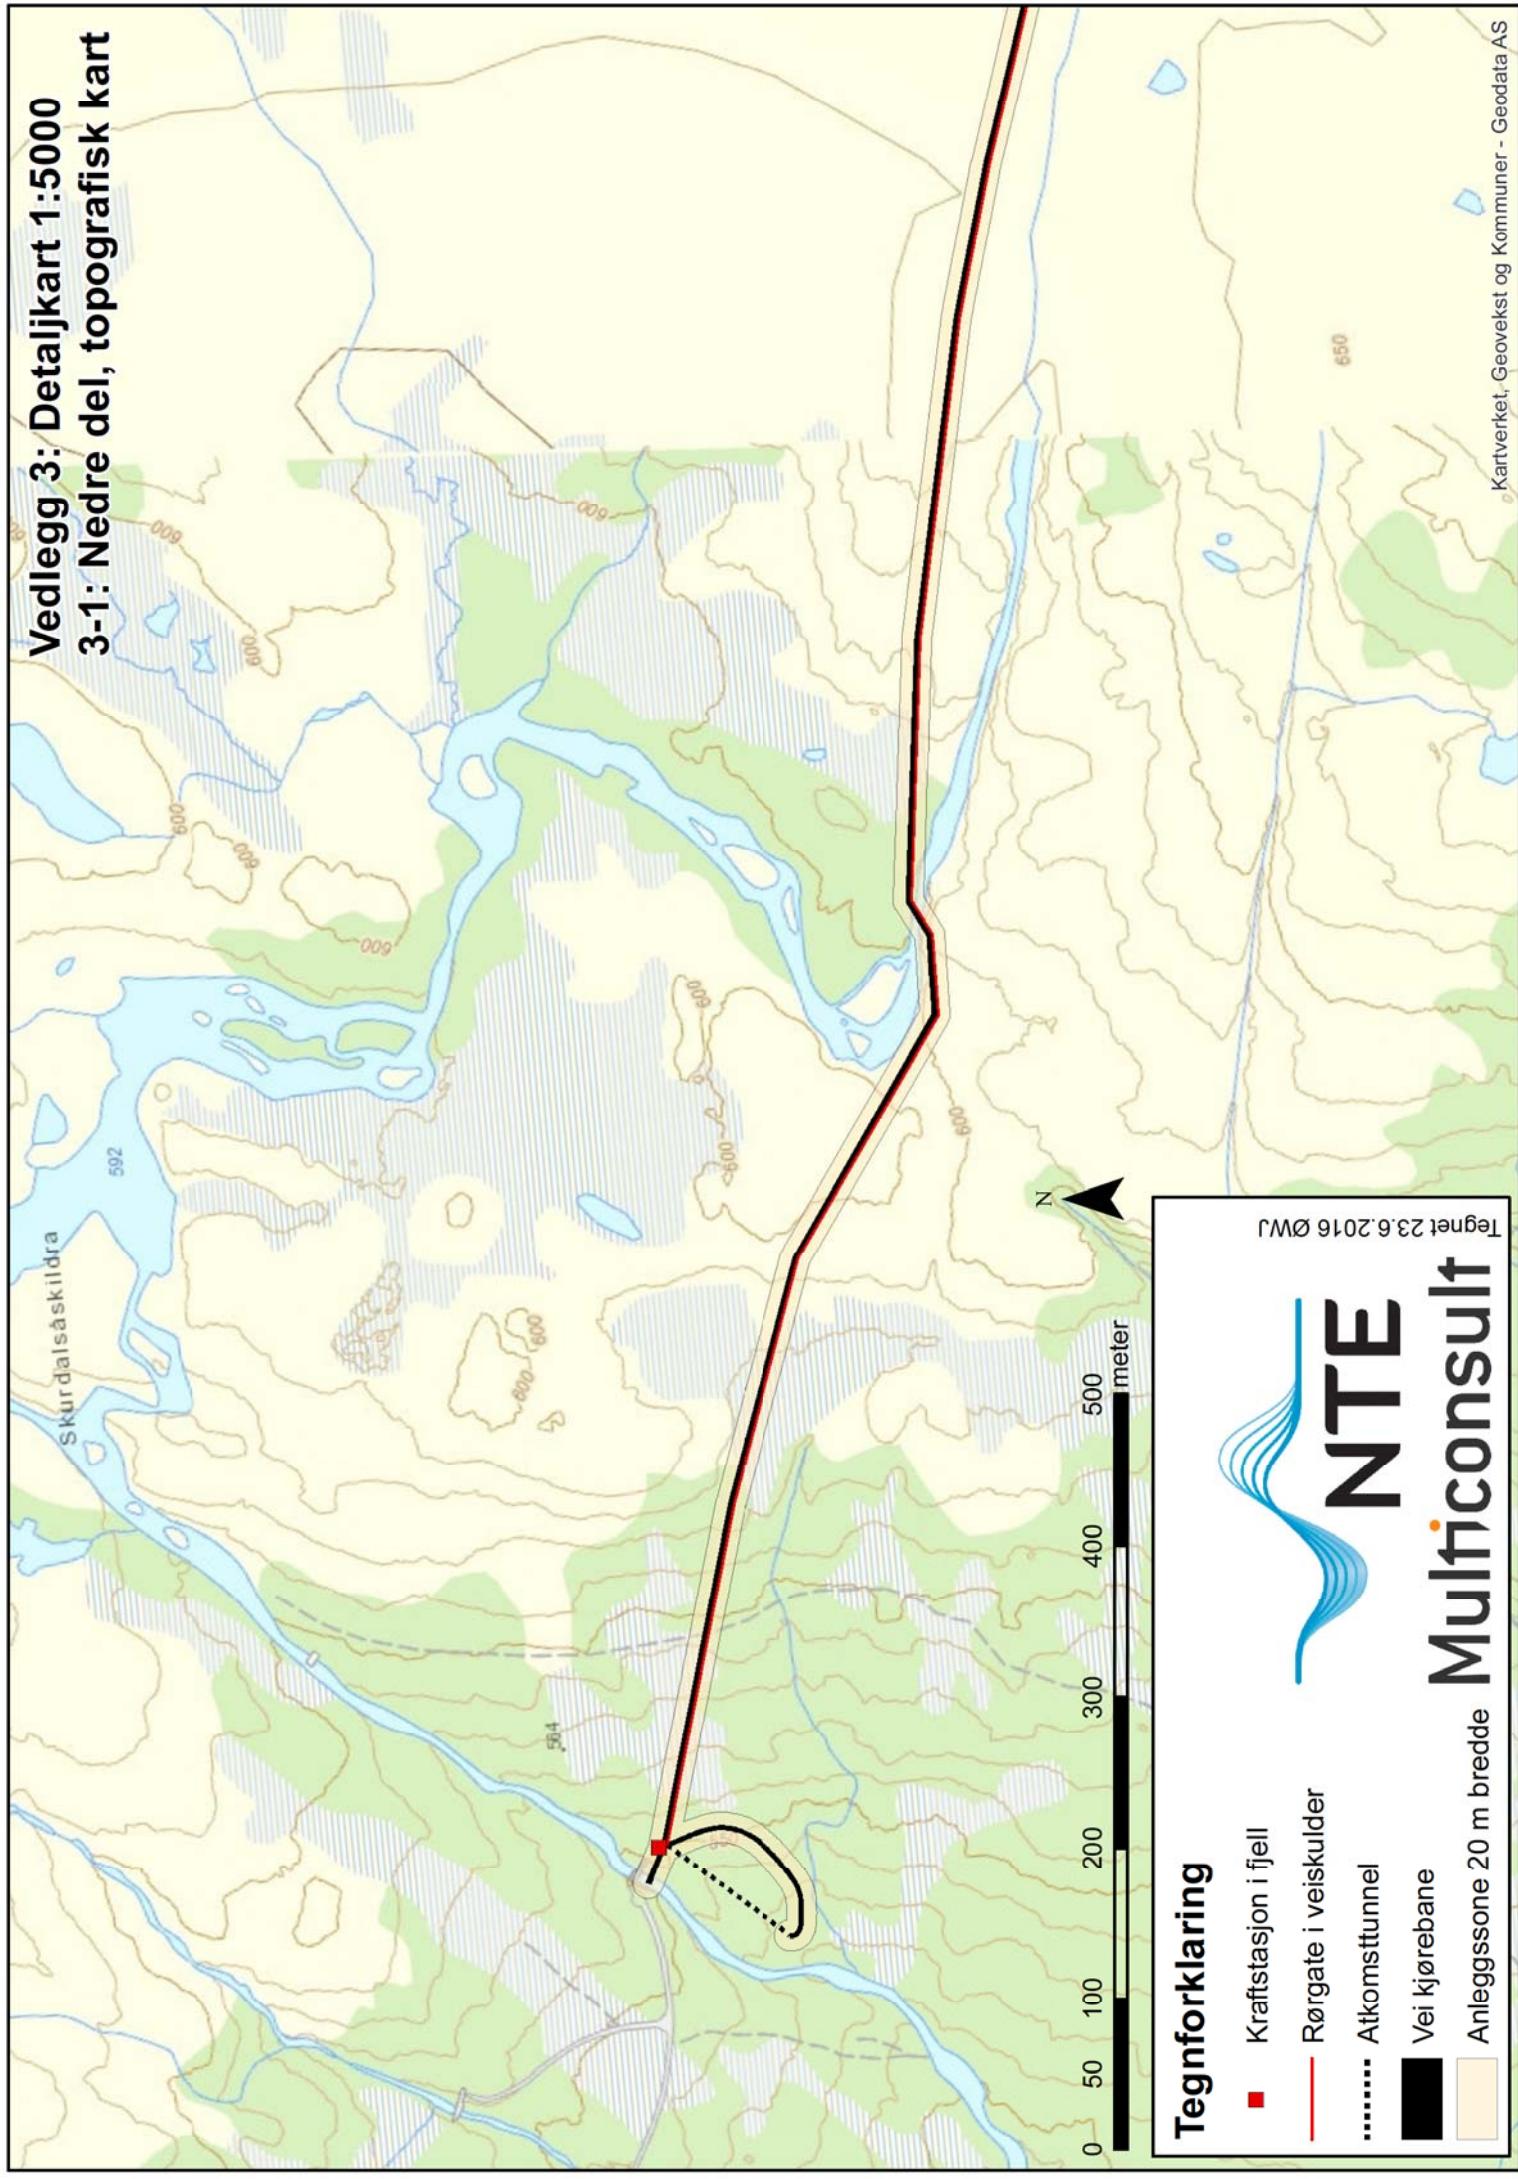 Vedlegg 3: Detaljkart 1:5000
3-1: Nedre del, topografisk kart
Skurdalsåskildra
592
600
600
600
600
600
600
600
600
600
600
600
650
564
550
N
0 50 100 200 300 400 500
meter
Tegnforklaring
Kraftstasjon i fjell
Rørgate i veiskulder
Atkomsttunnel
Vei kjørebane
Anleggssone 20 m bredde
NTE
Multiconsult
Tegnet 23.6.2016 ØWJ
Kartverket, Geovekst og Kommuner - Geodata AS